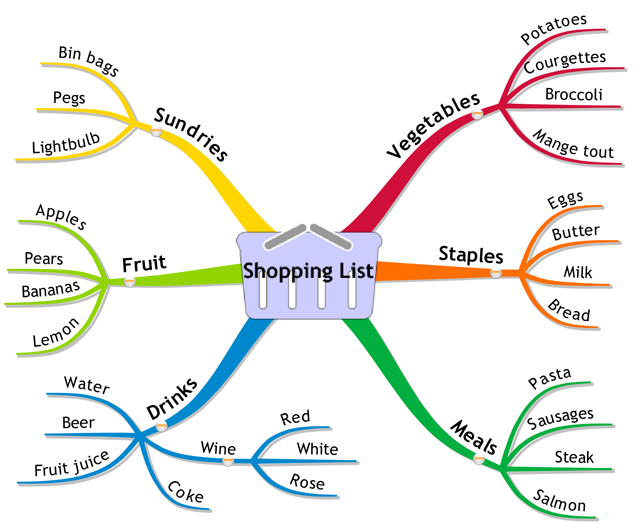 Shopping List
Vegetables
Potatoes
Courgettes
Broccoli
Mange tout
Staples
Eggs
Butter
Milk
Bread
Meals
Pasta
Sausages
Steak
Salmon
Drinks
Water
Beer
Fruit juice
Coke
Wine
Red
White
Rose
Fruit
Apples
Pears
Bananas
Lemon
Sundries
Bin bags
Pegs
Lightbulb